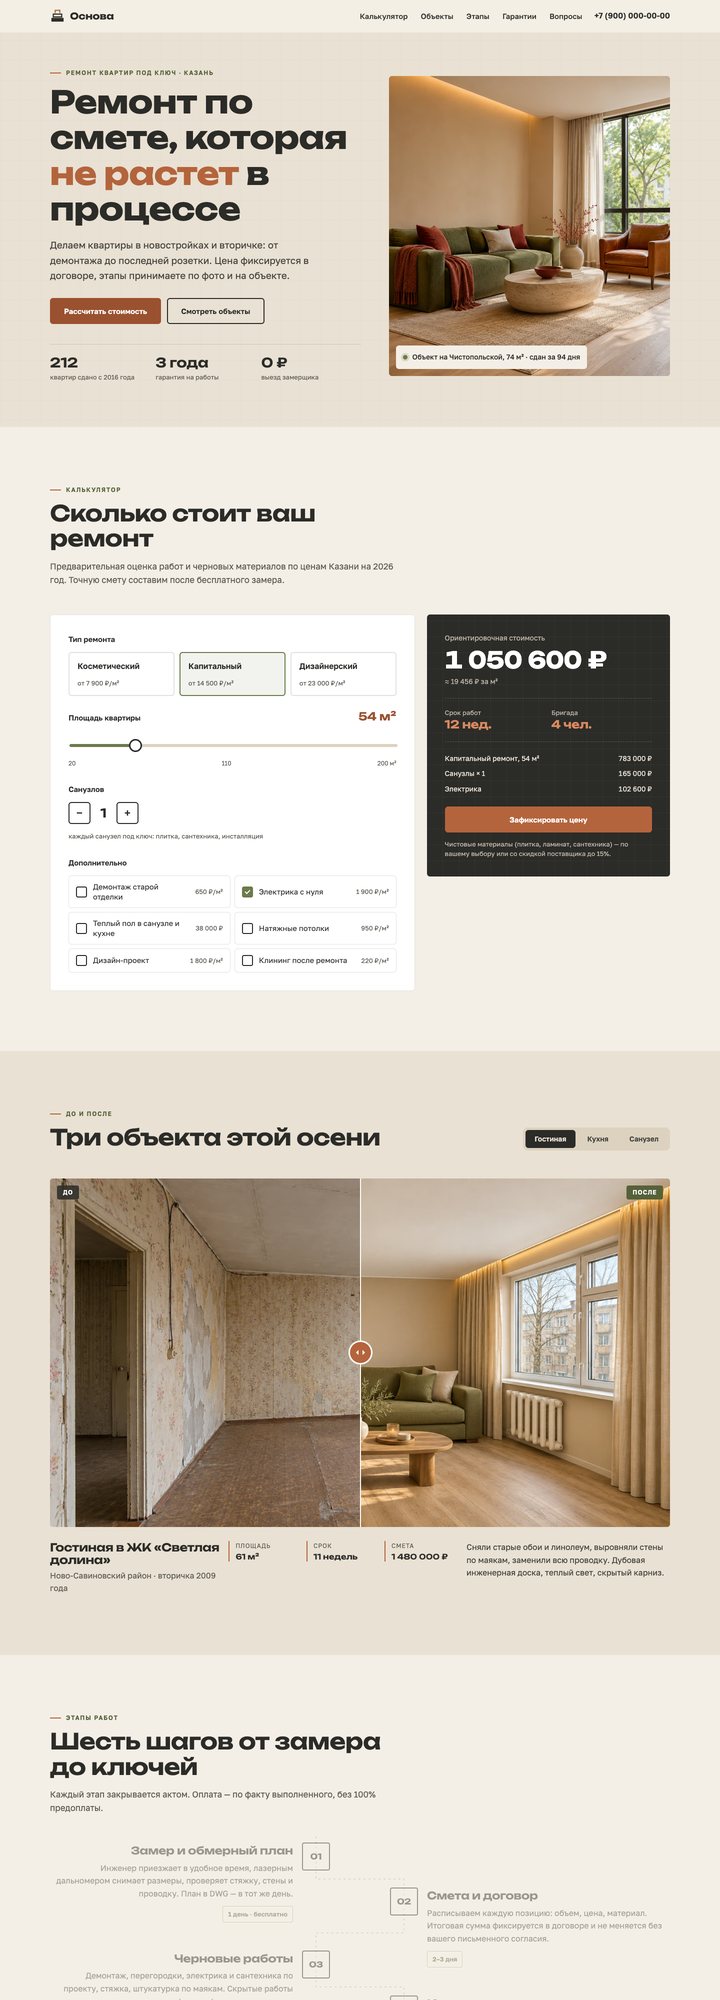 Основа
Калькулятор Объекты Этапы Гарантии Вопросы +7 (900) 000-00-00
РЕМОНТ КВАРТИР ПОД КЛЮЧ · КАЗАНЬ
Ремонт по
смете, которая
не растет в
процессе
Делаем квартиры в новостройках и вторичке: от
демонтажа до последней розетки. Цена фиксируется в
договоре, этапы принимаете по фото и на объекте.
Рассчитать стоимость
Смотреть объекты
212
квартир сдано с 2016 года
3 года
гарантия на работы
0 ₽
выезд замерщика
Объект на Чистопольской, 74 м² · сдан за 94 дня
КАЛЬКУЛЯТОР
Сколько стоит ваш
ремонт
Предварительная оценка работ и черновых материалов по ценам Казани на 2026
год. Точную смету составим после бесплатного замера.
Тип ремонта
Косметический
от 7 900 ₽/м²
Капитальный
от 14 500 ₽/м²
Дизайнерский
от 23 000 ₽/м²
Площадь квартиры
54 м²
20 110 200 м²
Санузлов
− 1 +
каждый санузел под ключ: плитка, сантехника, инсталляция
Дополнительно
Демонтаж старой
отделки
650 ₽/м²
Электрика с нуля
1 900 ₽/м²
Теплый пол в санузле и
кухне
38 000 ₽
Натяжные потолки
950 ₽/м²
Дизайн-проект
1 800 ₽/м²
Клининг после ремонта
220 ₽/м²
Ориентировочная стоимость
1 050 600 ₽
≈ 19 456 ₽ за м²
Срок работ
12 нед.
Бригада
4 чел.
Капитальный ремонт, 54 м² 783 000 ₽
Санузлы × 1 165 000 ₽
Электрика 102 600 ₽
Зафиксировать цену
Чистовые материалы (плитка, ламинат, сантехника) — по
вашему выбору или со скидкой поставщика до 15%.
ДО И ПОСЛЕ
Три объекта этой осени
Гостиная Кухня Санузел
ДО
ПОСЛЕ
Гостиная в ЖК «Светлая
долина»
Ново-Савиновский район · вторичка 2009
года
ПЛОЩАДЬ
61 м²
СРОК
11 недель
СМЕТА
1 480 000 ₽
Сняли старые обои и линолеум, выровняли стены
по маякам, заменили всю проводку. Дубовая
инженерная доска, теплый свет, скрытый карниз.
ЭТАПЫ РАБОТ
Шесть шагов от замера
до ключей
Каждый этап закрывается актом. Оплата — по факту выполненного, без 100%
предоплаты.
Замер и обмерный план
01
Инженер приезжает в удобное время, лазерным
дальномером снимает размеры, проверяет стяжку, стены и
проводку. План в DWG — в тот же день.
1 день · бесплатно
02
Смета и договор
Расписываем каждую позицию: объем, цена, материал.
Итоговая сумма фиксируется в договоре и не меняется без
вашего письменного согласия.
2–3 дня
Черновые работы
03
Демонтаж, перегородки, электрика и сантехника по
проекту, стяжка, штукатурка по маякам. Скрытые работы